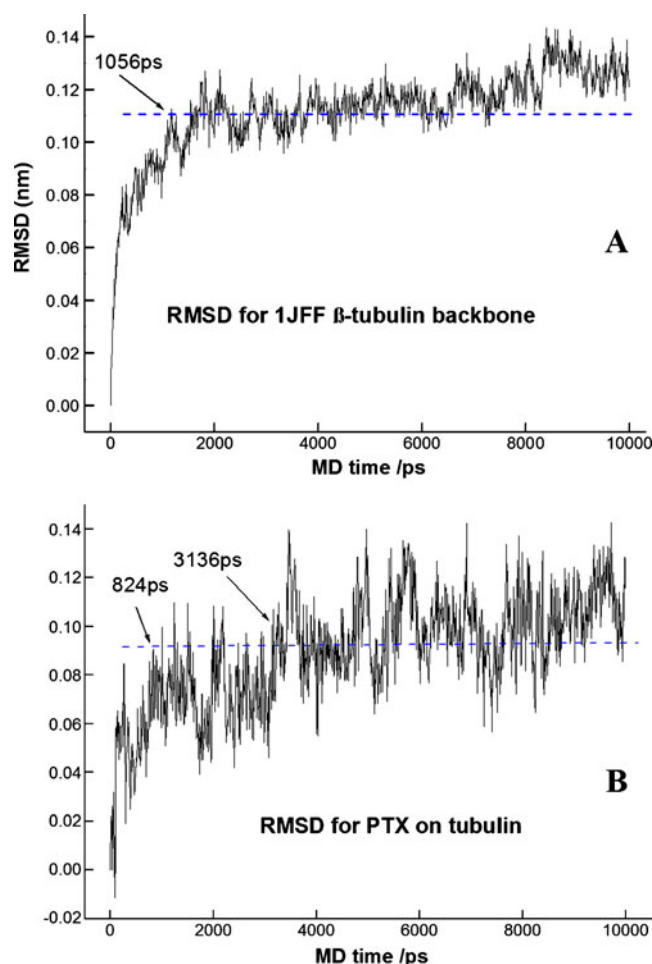 0.14
1056ps
0.12
0.10
0.08
RMSD (nm)
0.06
A
0.04
RMSD for 1JFF ß-tubulin backbone
0.02
0.00
0 2000 4000 6000 8000 10000
MD time /ps
0.14
3136ps
0.12
824ps
0.10
0.08
0.06
0.04
B
0.02
RMSD for PTX on tubulin
0.00
-0.02
0 2000 4000 6000 8000 10000
MD time /ps